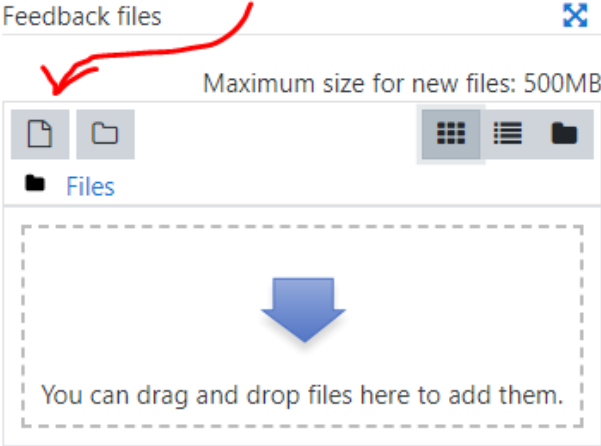 Feedback files
Maximum size for new files: 500MB
Files
You can drag and drop files here to add them.